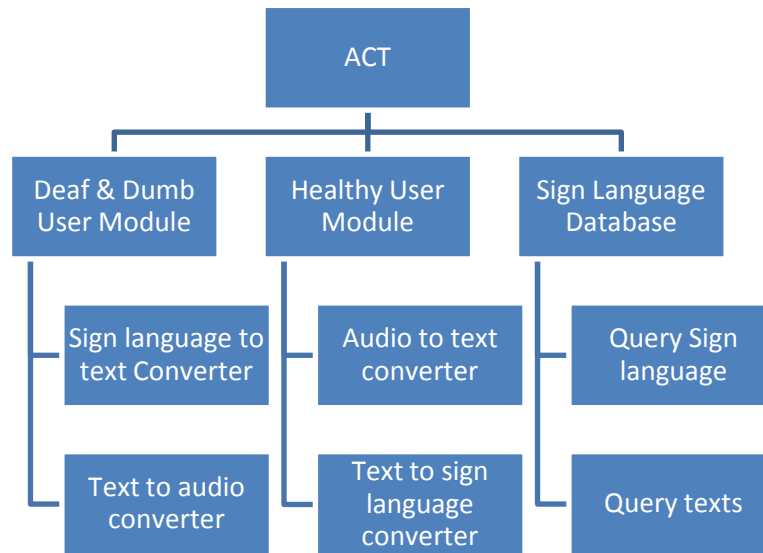 ACT
Deaf & Dumb
User Module
Healthy User
Module
Sign Language
Database
Sign language to
text Converter
Audio to text
converter
Query Sign
language
Text to audio
converter
Text to sign
language
converter
Query texts